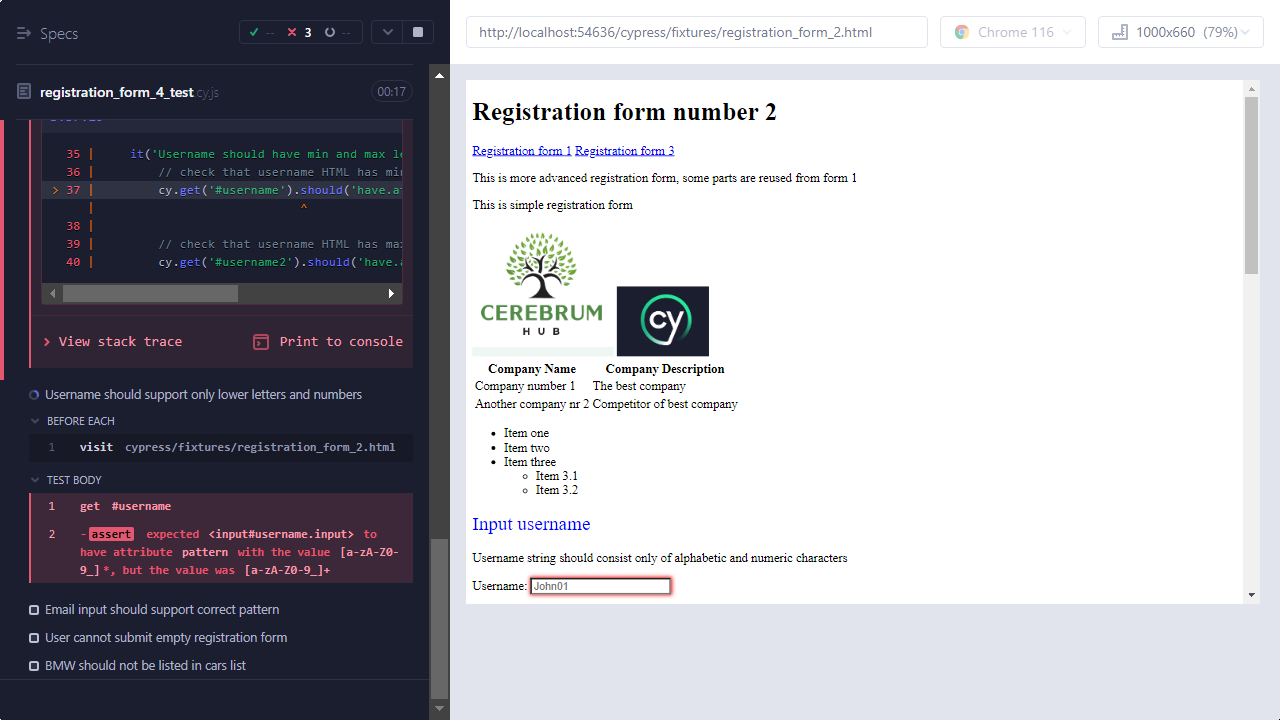 Specs
-- 3 --
registration_form_4_test.cy.js
00:17
35 | it('Username should have min and max le
36 | // check that username HTML has min
> 37 | cy.get('#username').should('have.at
| ^
38 |
39 | // check that username HTML has max
40 | cy.get('#username2').should('have.a
> View stack trace
Print to console
Username should support only lower letters and numbers
BEFORE EACH
1 visit cypress/fixtures/registration_form_2.html
TEST BODY
1 get #username
2 -assert expected <input#username.input> to
have attribute pattern with the value [a-zA-Z0-
9_]*, but the value was [a-zA-Z0-9_]+
Email input should support correct pattern
User cannot submit empty registration form
BMW should not be listed in cars list
http://localhost:54636/cypress/fixtures/registration_form_2.html
Chrome 116
1000x660 (79%)
Registration form number 2
Registration form 1 Registration form 3
This is more advanced registration form, some parts are reused from form 1
This is simple registration form
CEREBRUM
HUB
cy
Company Name Company Description
Company number 1 The best company
Another company nr 2 Competitor of best company
Item one
Item two
Item three
Item 3.1
Item 3.2
Input username
Username string should consist only of alphabetic and numeric characters
Username: John01